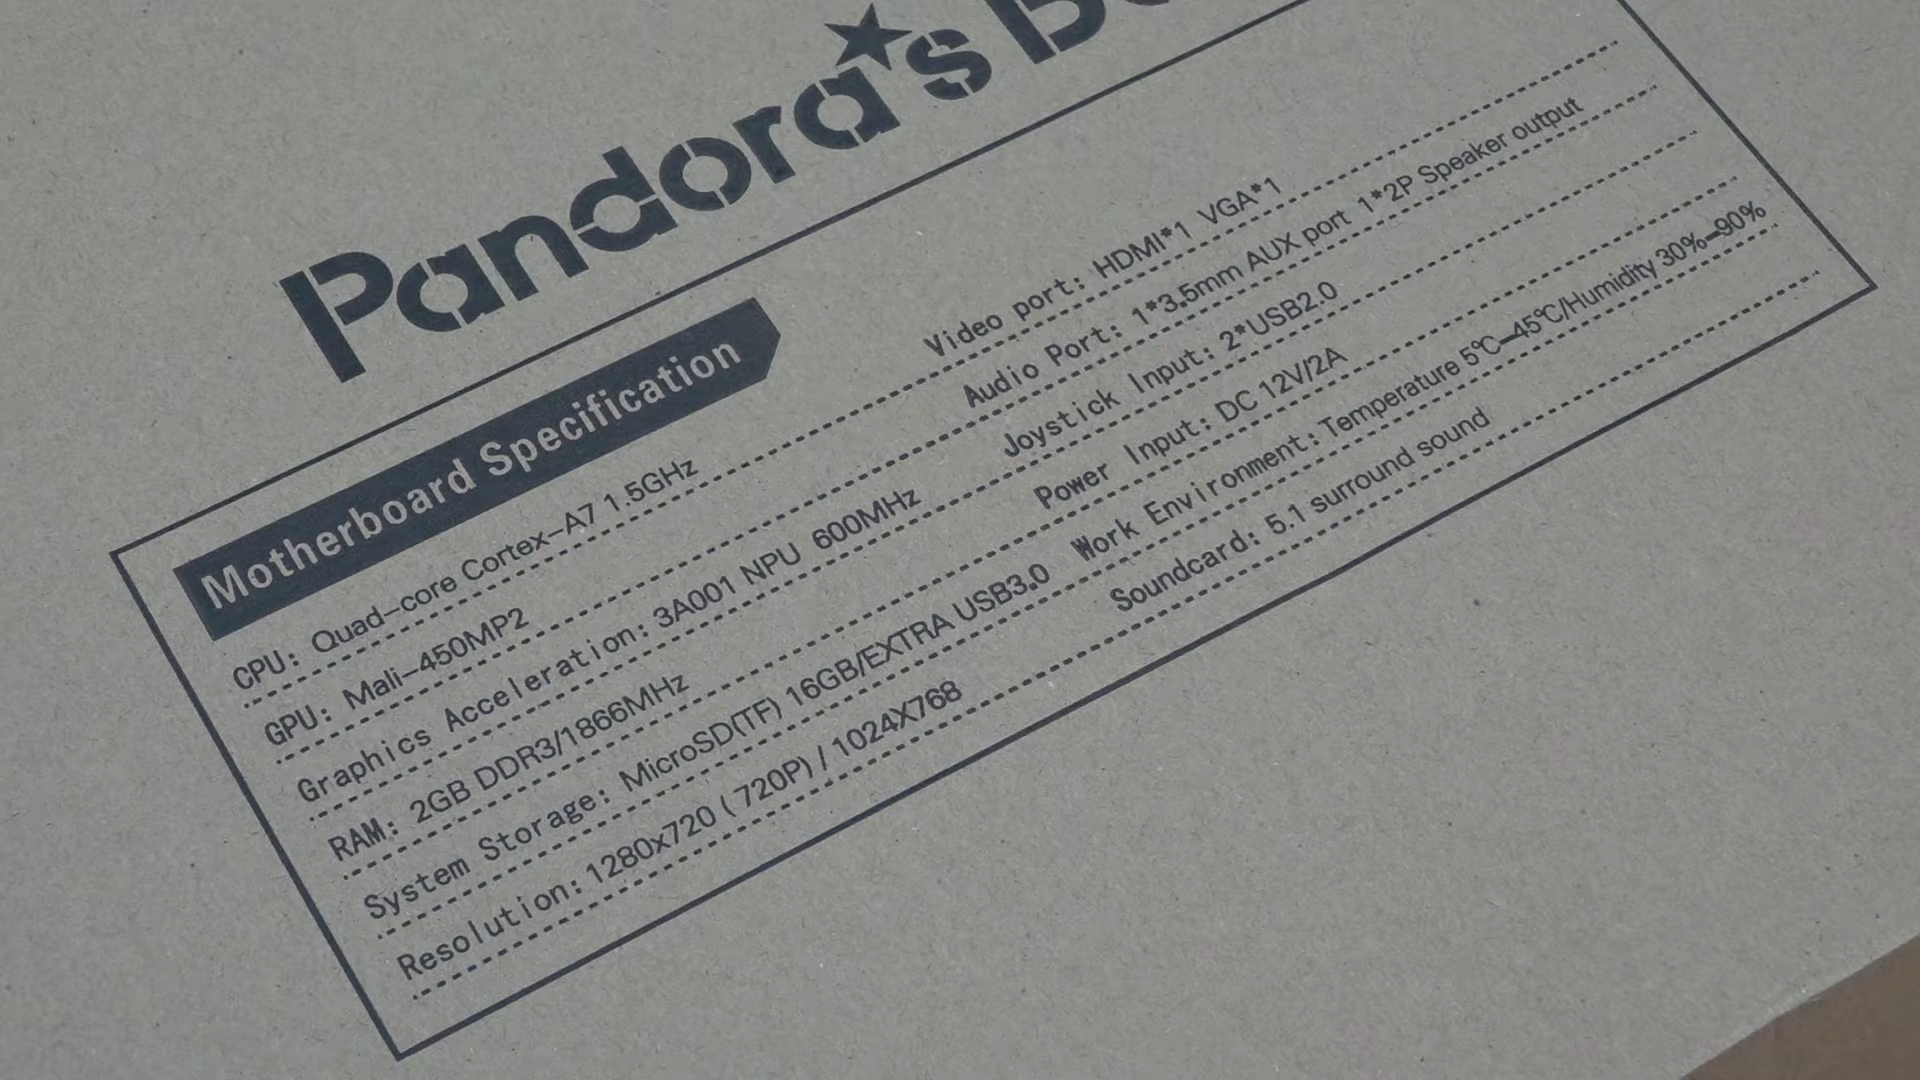 Pandora's
Motherboard Specification
CPU: Quad-core Cortex-A7 1.5GHz
GPU: Mali-450MP2
Graphics Acceleration: 3A001 NPU 600MHz
RAM: 2GB DDR3/1866MHz
System Storage: MicroSD(TF) 16GB/EXTRA USB3.0
Resolution: 1280x720 ( 720P) / 1024X768
Video port: HDMI*1 VGA*1
Audio Port: 1*3.5mm AUX port 1*2P Speaker output
Joystick Input: 2*USB2.0
Power Input: DC 12V/2A
Work Environment: Temperature 5℃-45℃/Humidity 30%-90%
Soundcard: 5.1 surround sound